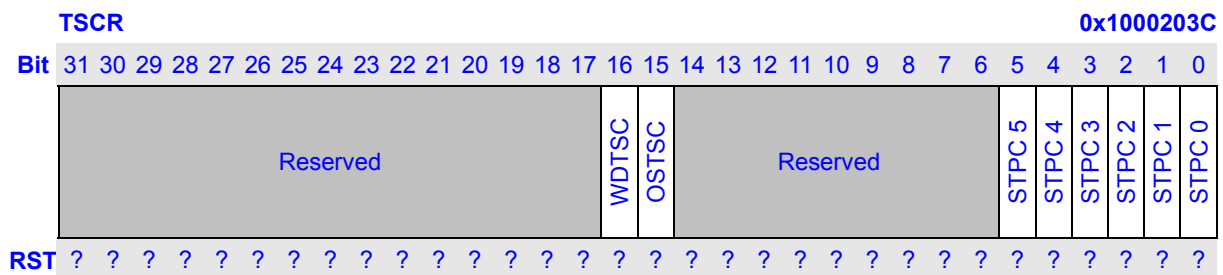 TSCR 0x1000203C
Bit 31 30 29 28 27 26 25 24 23 22 21 20 19 18 17 16 15 14 13 12 11 10 9 8 7 6 5 4 3 2 1 0
Reserved WDTSC OSTSC Reserved STPC 5 STPC 4 STPC 3 STPC 2 STPC 1 STPC 0
RST ? ? ? ? ? ? ? ? ? ? ? ? ? ? ? ? ? ? ? ? ? ? ? ? ? ? ? ? ? ? ? ?